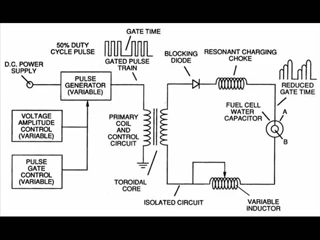 GATE TIME
50% DUTY
CYCLE PULSE
GATED PULSE
TRAIN
D.C. POWER
SUPPLY
PULSE
GENERATOR
(VARIABLE)
VOLTAGE
AMPLITUDE
CONTROL
(VARIABLE)
PULSE
GATE
CONTROL
(VARIABLE)
PRIMARY
COIL
AND
CONTROL
CIRCUIT
TOROIDAL
CORE
BLOCKING
DIODE
RESONANT CHARGING
CHOKE
REDUCED
GATE TIME
FUEL CELL
WATER
CAPACITOR
A
B
ISOLATED CIRCUIT
VARIABLE
INDUCTOR